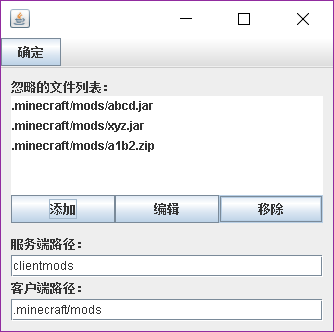 确定
忽略的文件列表：
.minecraft/mods/abcd.jar
.minecraft/mods/xyz.jar
.minecraft/mods/a1b2.zip
添加 编辑 移除
服务端路径：
clientmods
客户端路径：
.minecraft/mods